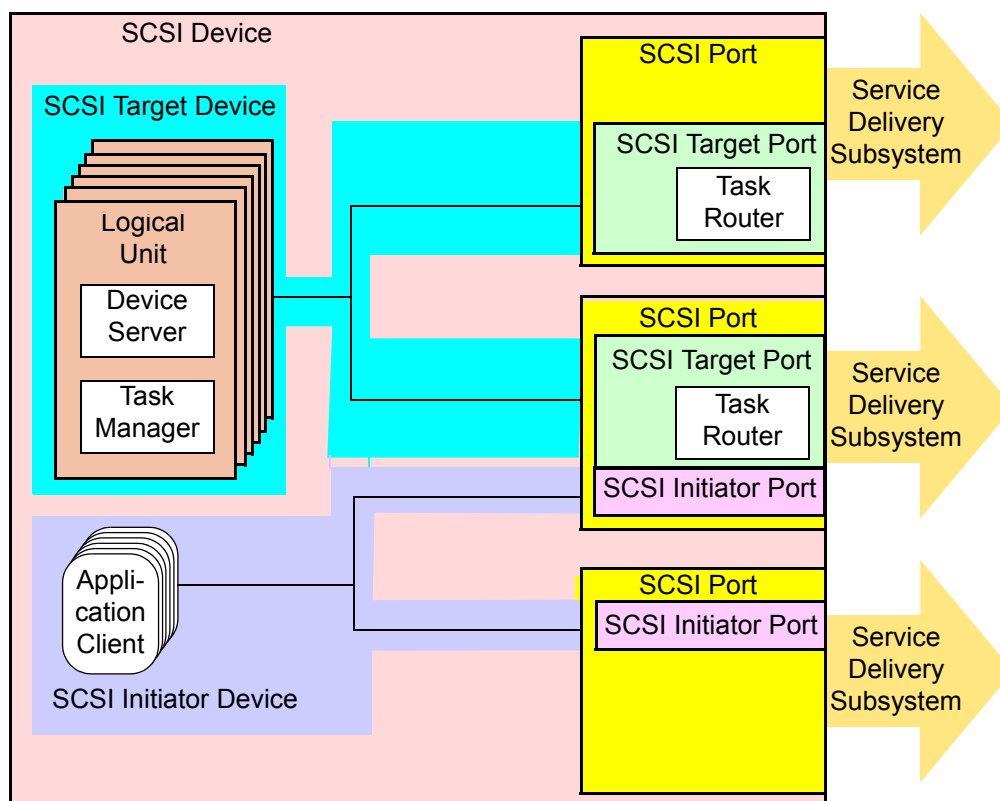 SCSI Device
SCSI Target Device
Logical
Unit
Device
Server
Task
Manager
Appli-
cation
Client
SCSI Initiator Device
SCSI Port
SCSI Target Port
Task
Router
SCSI Port
SCSI Target Port
Task
Router
SCSI Initiator Port
SCSI Port
SCSI Initiator Port
Service
Delivery
Subsystem
Service
Delivery
Subsystem
Service
Delivery
Subsystem